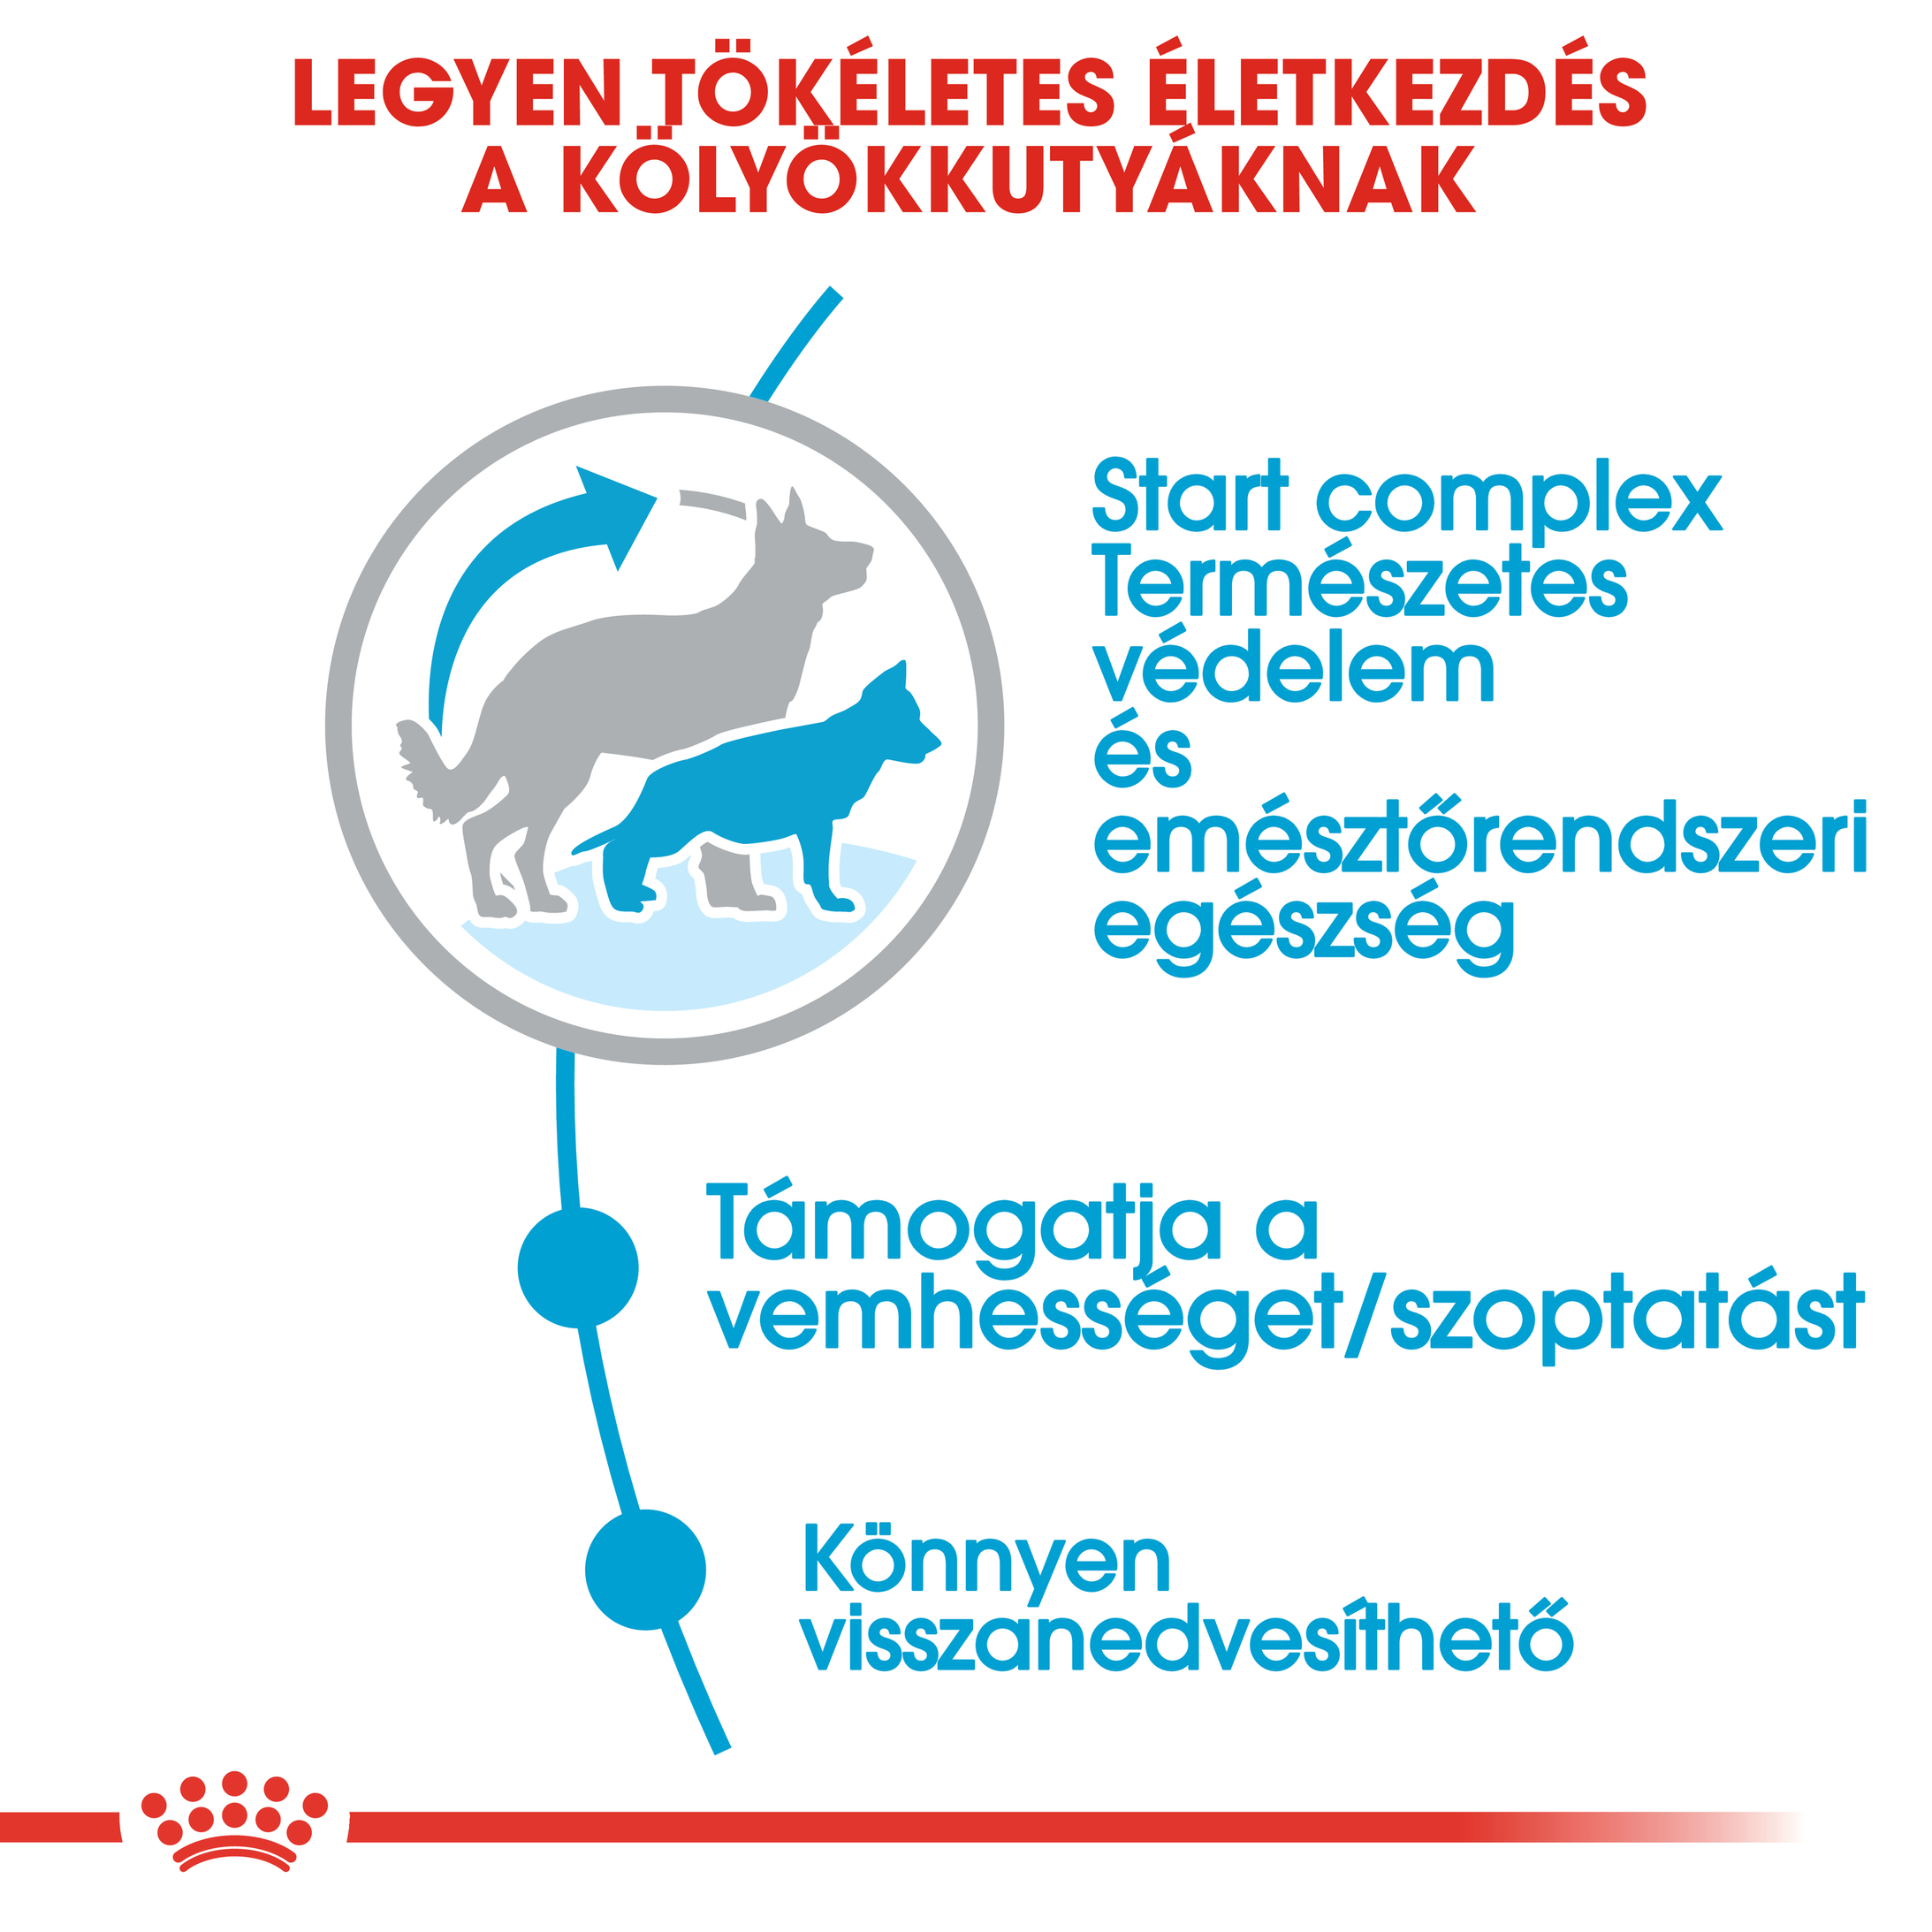 LEGYEN TÖKÉLETES ÉLETKEZDÉS
A KÖLYÖKKUTYÁKNAK
Start complex
Természetes
védelem
és
emésztőrendszeri
egészség
Támogatja a
vemhességet/szoptatást
Könnyen
visszanedvesíthető